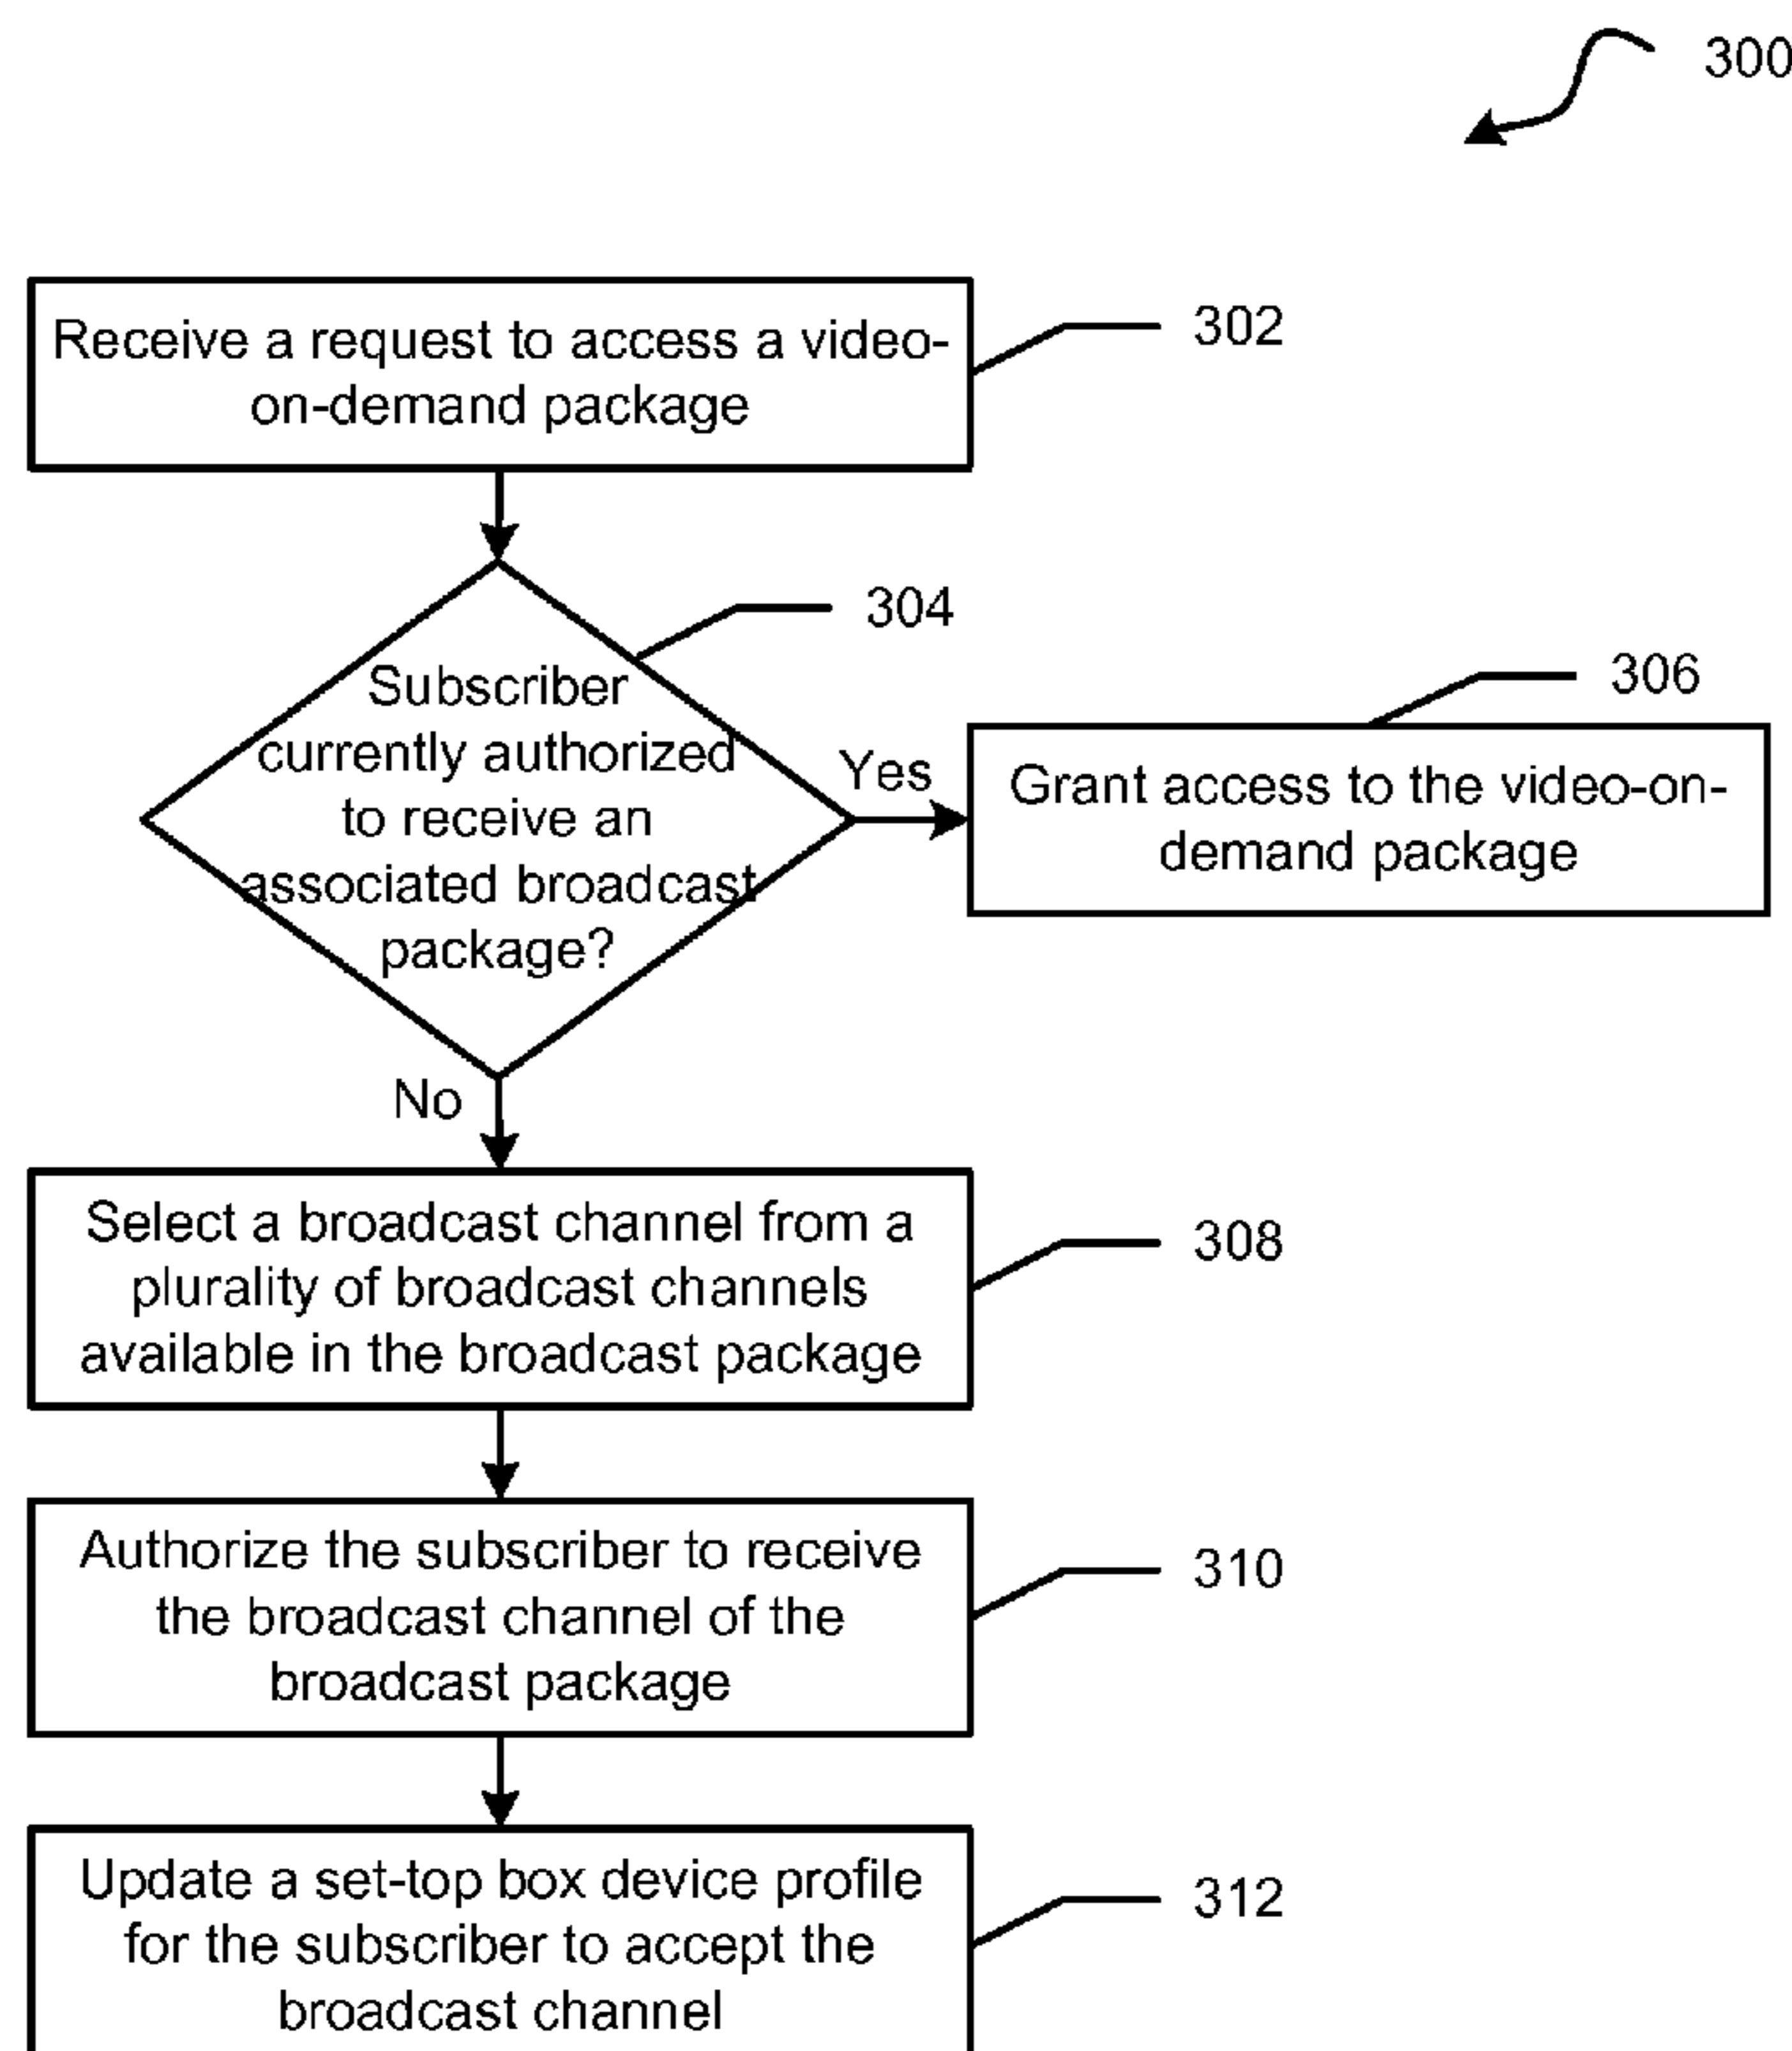 300
Receive a request to access a video-
on-demand package
302
304
Subscriber
currently authorized
to receive an
associated broadcast
package?
Yes
306
Grant access to the video-on-
demand package
No
Select a broadcast channel from a
plurality of broadcast channels
available in the broadcast package
308
Authorize the subscriber to receive
the broadcast channel of the
broadcast package
310
Update a set-top box device profile
for the subscriber to accept the
broadcast channel
312